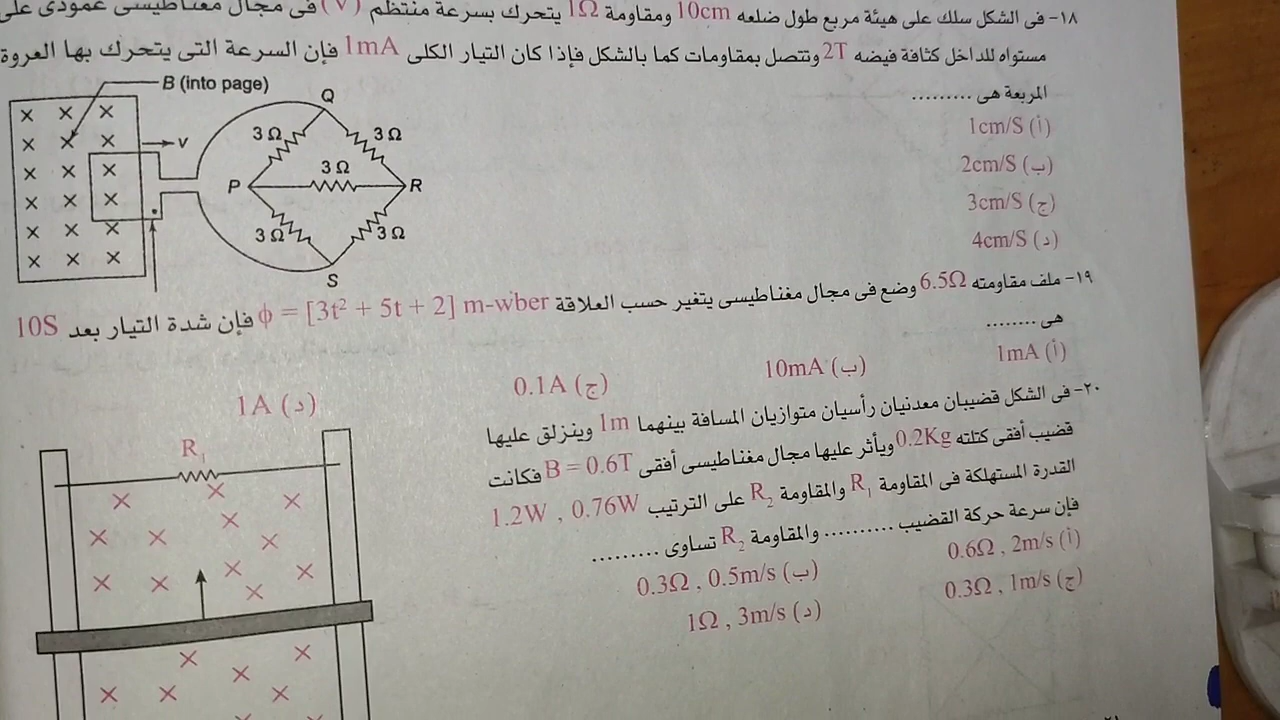 ١٨- فى الشكل سلك على هيئة مربع طول ضلعه 10cm ومقاومة 1Ω يتحرك بسرعة منتظم (V) فى مجال مغناطيسى عمودى على
مستواه للداخل كثافة فيضه 2T وتتصل بمقاومات كما بالشكل فإذا كان التيار الكلى 1mA فإن السرعة التى يتحرك بها العروة
المربعة هى .........
(أ) 1cm/S
(ب) 2cm/S
(ج) 3cm/S
(د) 4cm/S
B (into page)
v
Q
3 Ω
3 Ω
3 Ω
P
R
3 Ω
3 Ω
S
١٩- ملف مقاومته 6.5Ω وضع فى مجال مغناطيسى يتغير حسب العلاقة ϕ = [3t² + 5t + 2] m-wber فإن شدة التيار بعد 10S
هى ........
(أ) 1mA (ب) 10mA (ج) 0.1A (د) 1A
٢٠- فى الشكل قضيبان معدنيان رأسيان متوازيان المسافة بينهما 1m وينزلق عليها
قضيب أفقى كتلته 0.2Kg ويأثر عليها مجال مغناطيسى أفقى B = 0.6T فكانت
القدرة المستهلكة فى المقاومة R₁ والمقاومة R₂ على الترتيب 1.2W , 0.76W
فإن سرعة حركة القضيب .......... والمقاومة R₂ تساوى ..........
(أ) 0.6Ω , 2m/s (ب) 0.3Ω , 0.5m/s
(ج) 0.3Ω , 1m/s (د) 1Ω , 3m/s
R₁